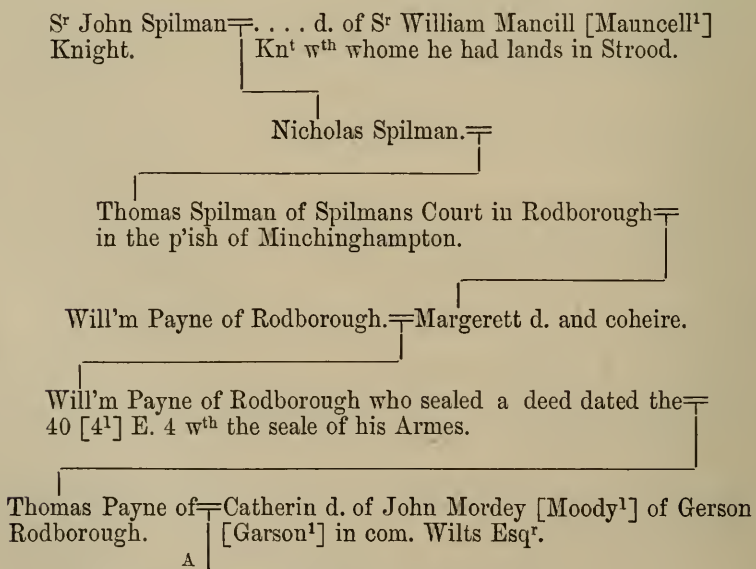 Sʳ John Spilman╤. . . . d. of Sʳ William Mancill [Mauncell¹]
Knight. Knᵗ wᵗʰ whome he had lands in Strood.
Nicholas Spilman.╤
Thomas Spilman of Spilmans Court in Rodborough╤
in the p'ish of Minchinghampton.
Will'm Payne of Rodborough.╤Margerett d. and coheire.
Will'm Payne of Rodborough who sealed a deed dated the╤
40 [4¹] E. 4 wᵗʰ the seale of his Armes.
Thomas Payne of╤Catherin d. of John Mordey [Moody¹] of Gerson
Rodborough. [Garson¹] in com. Wilts Esqʳ.
A